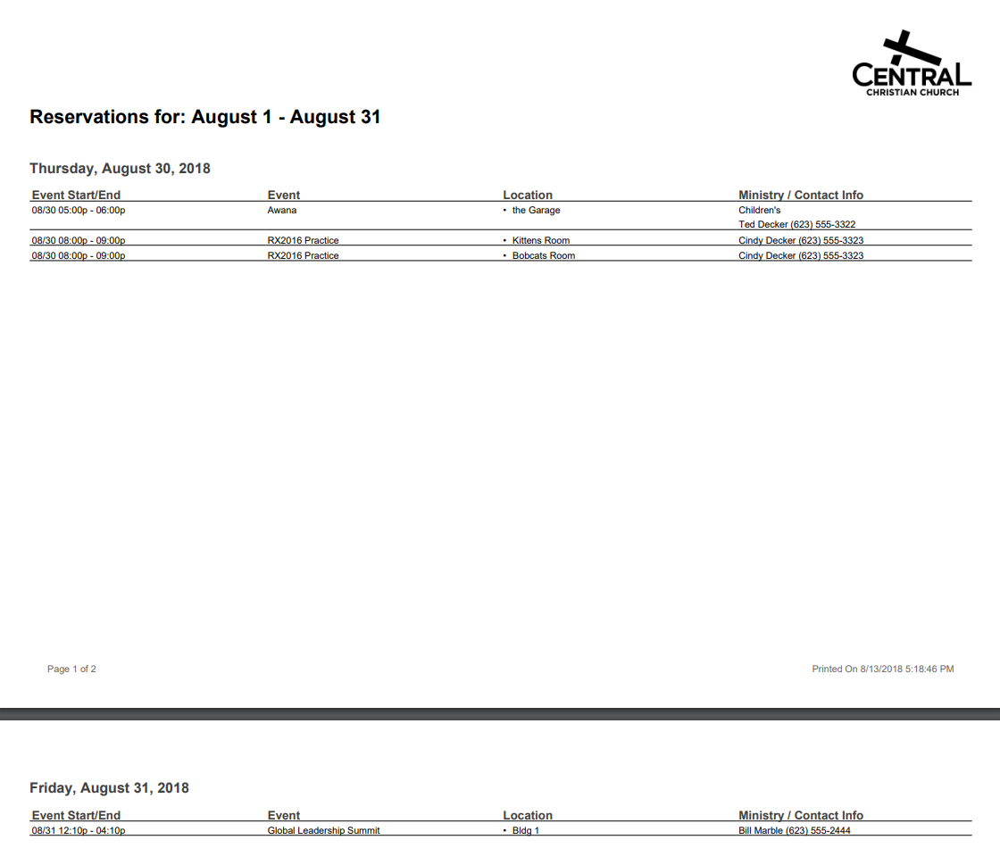 CENTRAL
CHRISTIAN CHURCH
Reservations for: August 1 - August 31
Thursday, August 30, 2018
Event Start/End Event Location Ministry / Contact Info
08/30 05:00p - 06:00p Awana • the Garage Children's
Ted Decker (623) 555-3322
08/30 08:00p - 09:00p RX2016 Practice • Kittens Room Cindy Decker (623) 555-3323
08/30 08:00p - 09:00p RX2016 Practice • Bobcats Room Cindy Decker (623) 555-3323
Page 1 of 2 Printed On 8/13/2018 5:18:46 PM
Friday, August 31, 2018
Event Start/End Event Location Ministry / Contact Info
08/31 12:10p - 04:10p Global Leadership Summit • Bldg 1 Bill Marble (623) 555-2444